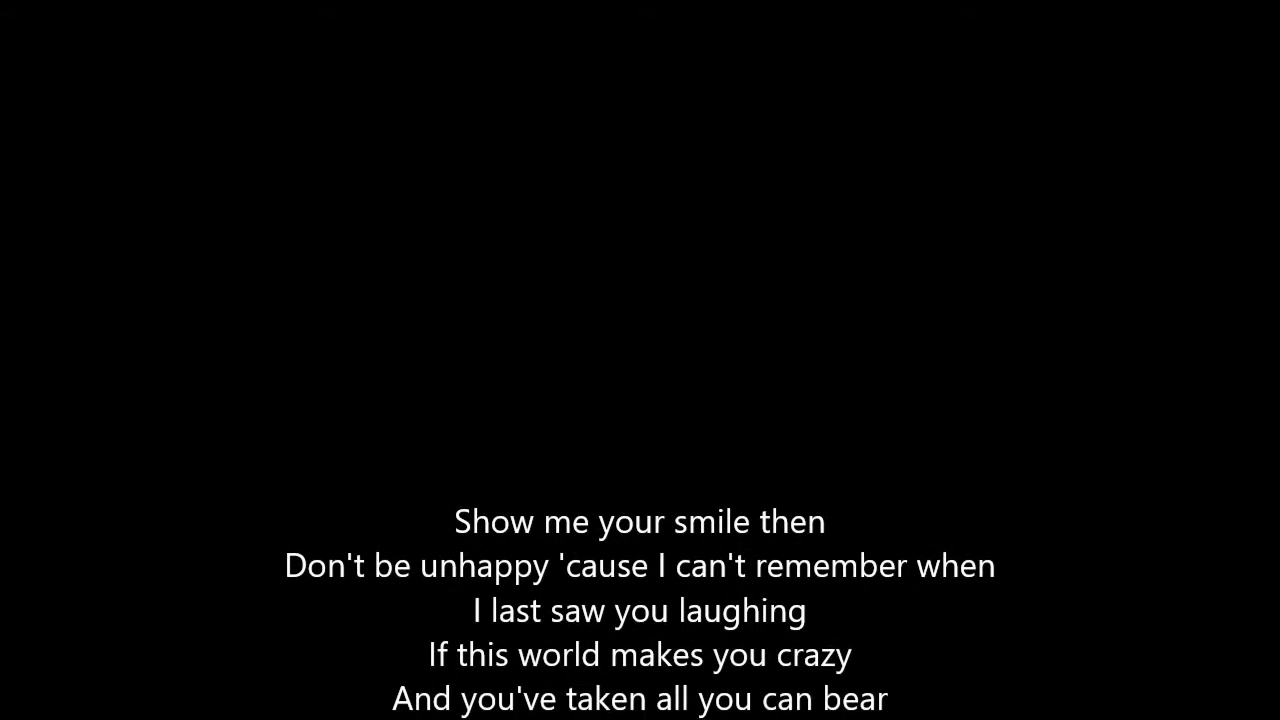 Show me your smile then
Don't be unhappy 'cause I can't remember when
I last saw you laughing
If this world makes you crazy
And you've taken all you can bear